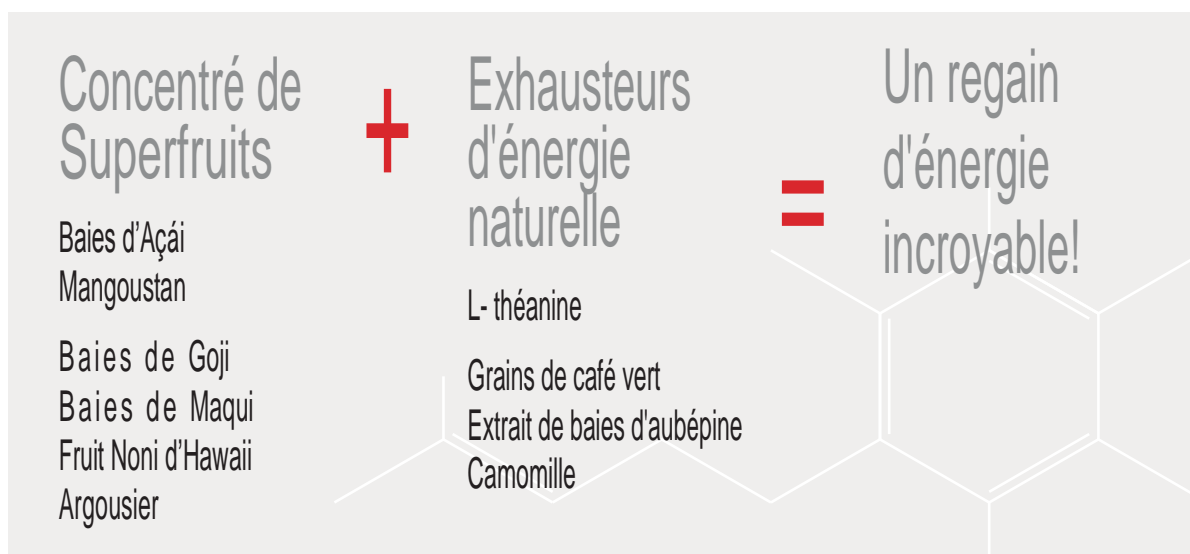 Concentré de
Superfruits
Baies d’Açái
Mangoustan
Baies de Goji
Baies de Maqui
Fruit Noni d’Hawaii
Argousier
+
Exhausteurs
d'énergie
naturelle
L- théanine
Grains de café vert
Extrait de baies d'aubépine
Camomille
=
Un regain
d'énergie
incroyable!